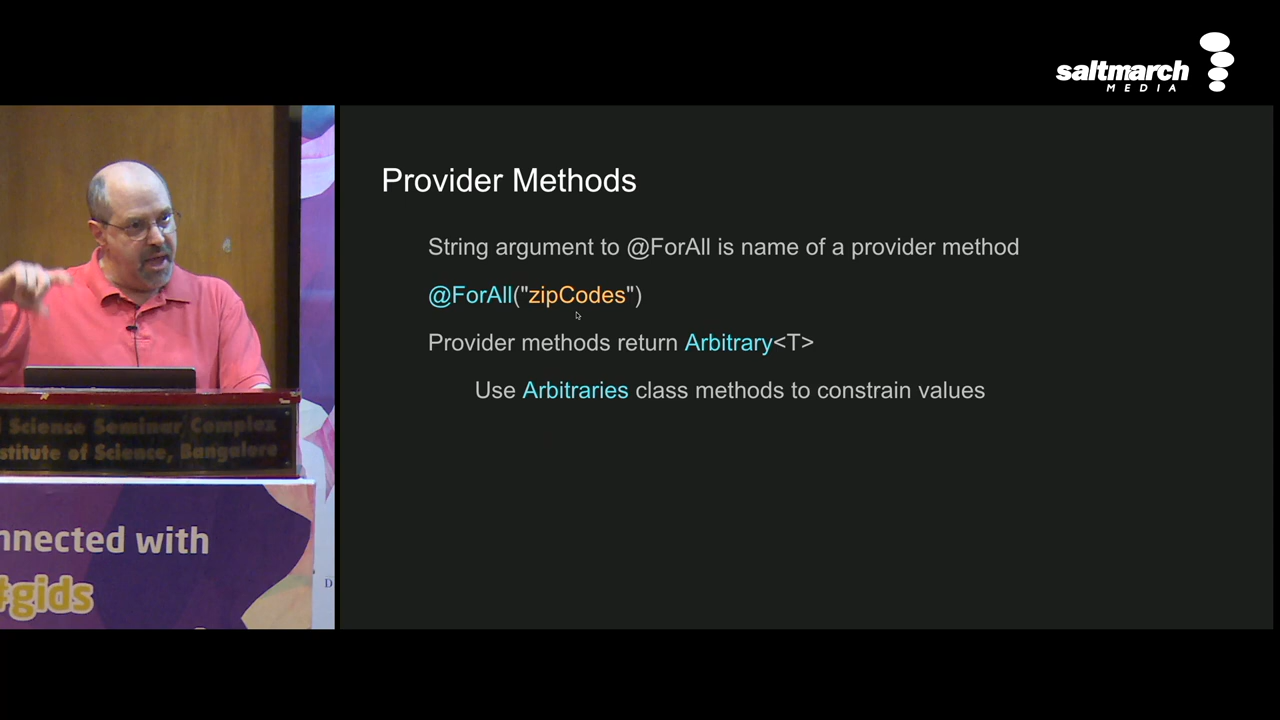 saltmarch
MEDIA
Provider Methods
String argument to @ForAll is name of a provider method
@ForAll("zipCodes")
Provider methods return Arbitrary<T>
Use Arbitraries class methods to constrain values
Science Seminar Complex
stitute of Science, Bangalore
nnected with
#gids
D